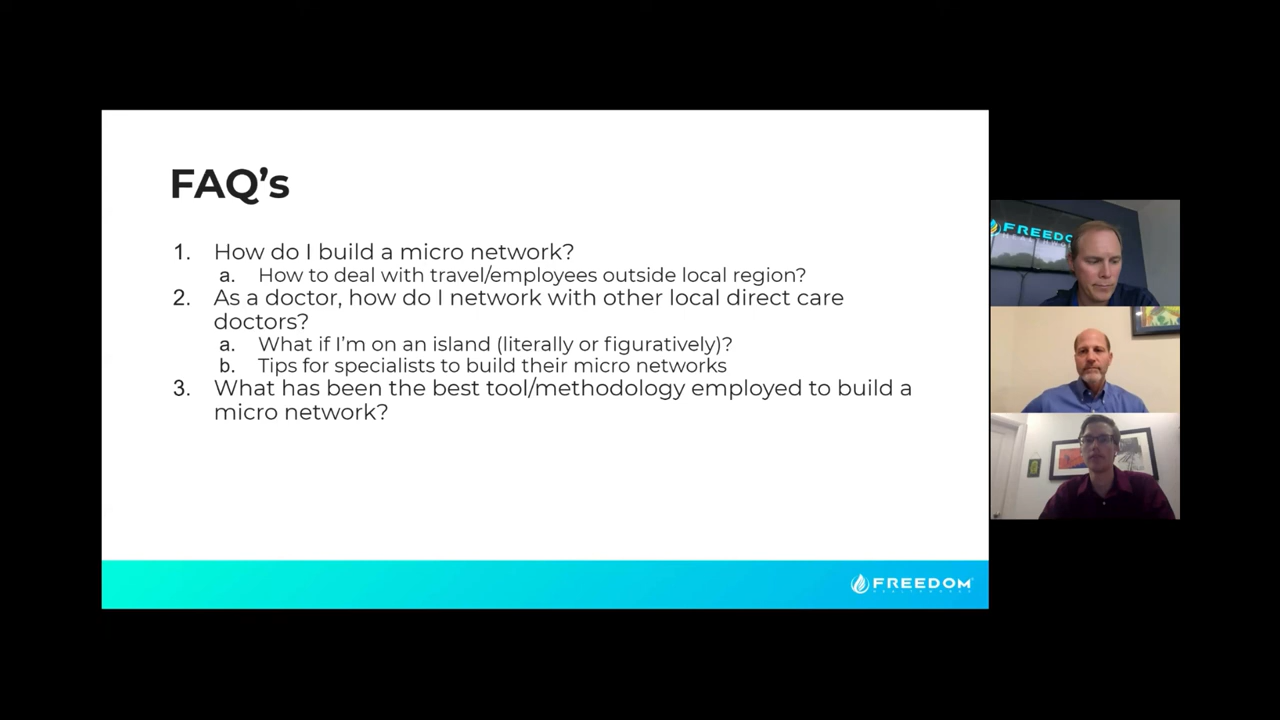 FAQ’s
1. How do I build a micro network?
a. How to deal with travel/employees outside local region?
2. As a doctor, how do I network with other local direct care
doctors?
a. What if I’m on an island (literally or figuratively)?
b. Tips for specialists to build their micro networks
3. What has been the best tool/methodology employed to build a
micro network?
FREEDOM